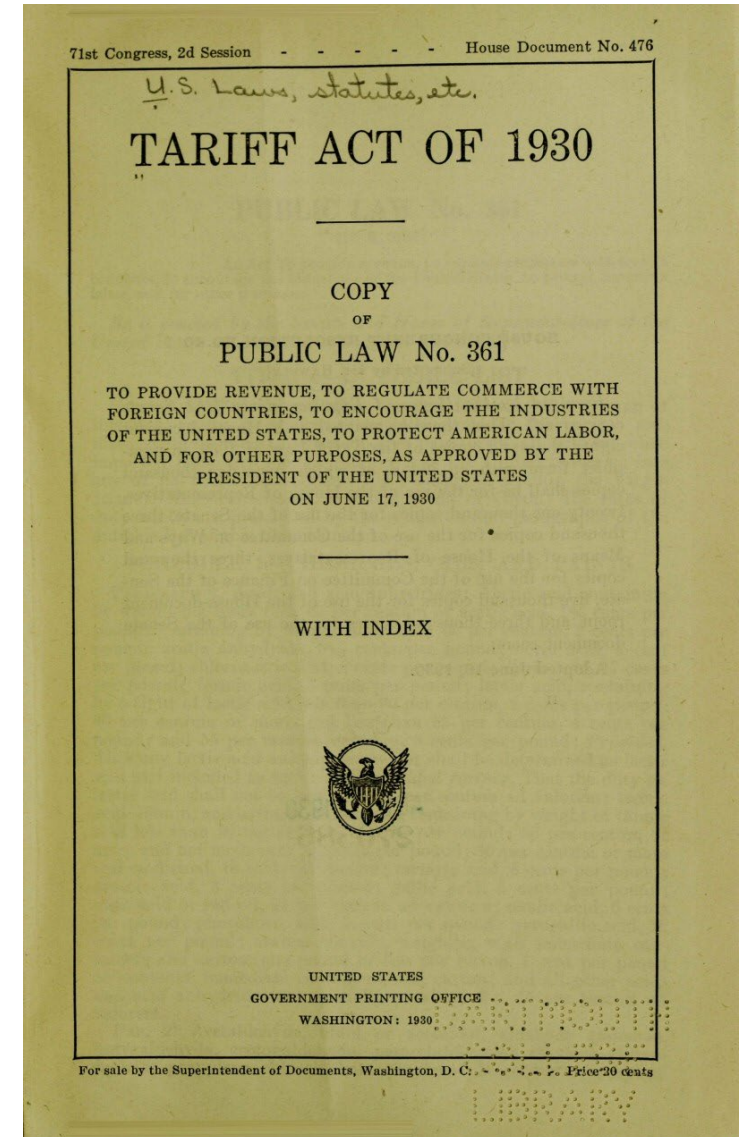 71st Congress, 2d Session - - - - - House Document No. 476
U.S. Laws, statutes, etc.
TARIFF ACT OF 1930
COPY
OF
PUBLIC LAW No. 361
TO PROVIDE REVENUE, TO REGULATE COMMERCE WITH
FOREIGN COUNTRIES, TO ENCOURAGE THE INDUSTRIES
OF THE UNITED STATES, TO PROTECT AMERICAN LABOR,
AND FOR OTHER PURPOSES, AS APPROVED BY THE
PRESIDENT OF THE UNITED STATES
ON JUNE 17, 1930
WITH INDEX
UNITED STATES
GOVERNMENT PRINTING OFFICE
WASHINGTON: 1930
DARTMOUTH
COLLEGE
For sale by the Superintendent of Documents, Washington, D. C. - - - - Price 20 cents
LIBRARY